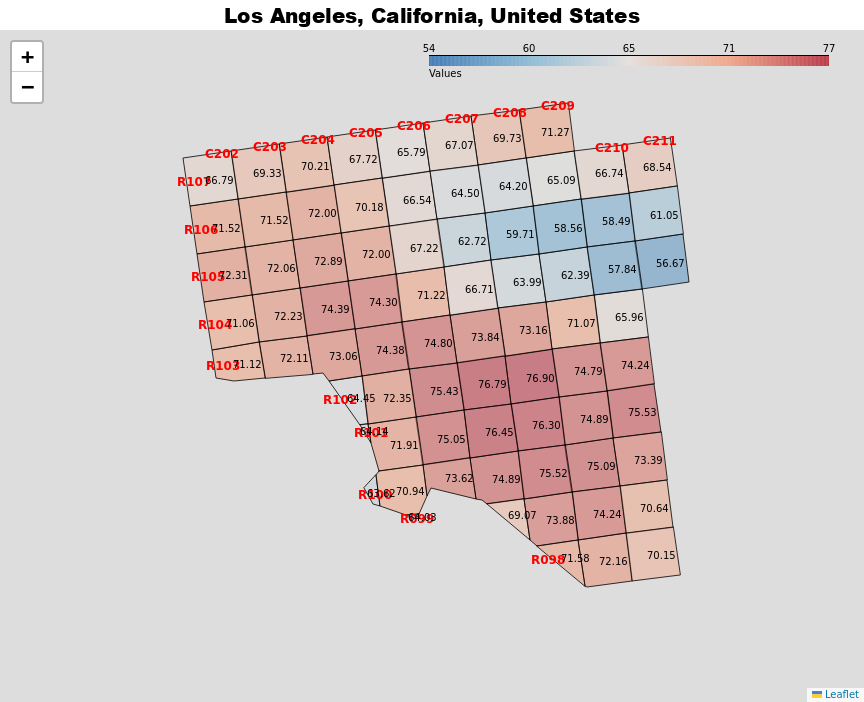 Los Angeles, California, United States
+
−
54 60 65 71 77
Values
C202 C203 C204 C205 C206 C207 C208 C209 C210 C211
R107 66.79 69.33 70.21 67.72 65.79 67.07 69.73 71.27 66.74 68.54
R106 71.52 71.52 72.00 70.18 66.54 64.50 64.20 65.09 58.49 61.05
R105 72.31 72.06 72.89 72.00 67.22 62.72 59.71 58.56 57.84 56.67
R104 71.06 72.23 74.39 74.30 71.22 66.71 63.99 62.39 65.96
R103 71.12 72.11 73.06 74.38 74.80 73.84 73.16 71.07
R102 64.45 72.35 75.43 76.79 76.90 74.79 74.24
R101 64.14 71.91 75.05 76.45 76.30 74.89 75.53
R100 63.62 70.94 73.62 74.89 75.52 75.09 73.39
R099 69.07 73.88 74.24 70.64
R098 71.58 72.16 70.15
Leaflet